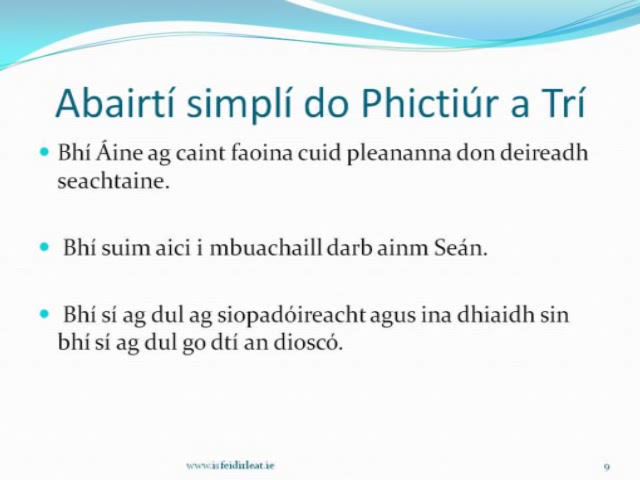 Abairtí simplí do Phictiúr a Trí
Bhí Áine ag caint faoina cuid pleananna don deireadh
seachtaine.
Bhí suim aici i mbuachaill darb ainm Seán.
Bhí sí ag dul ag siopadóireacht agus ina dhiaidh sin
bhí sí ag dul go dtí an dioscó.
www.isfeidirleat.ie
9